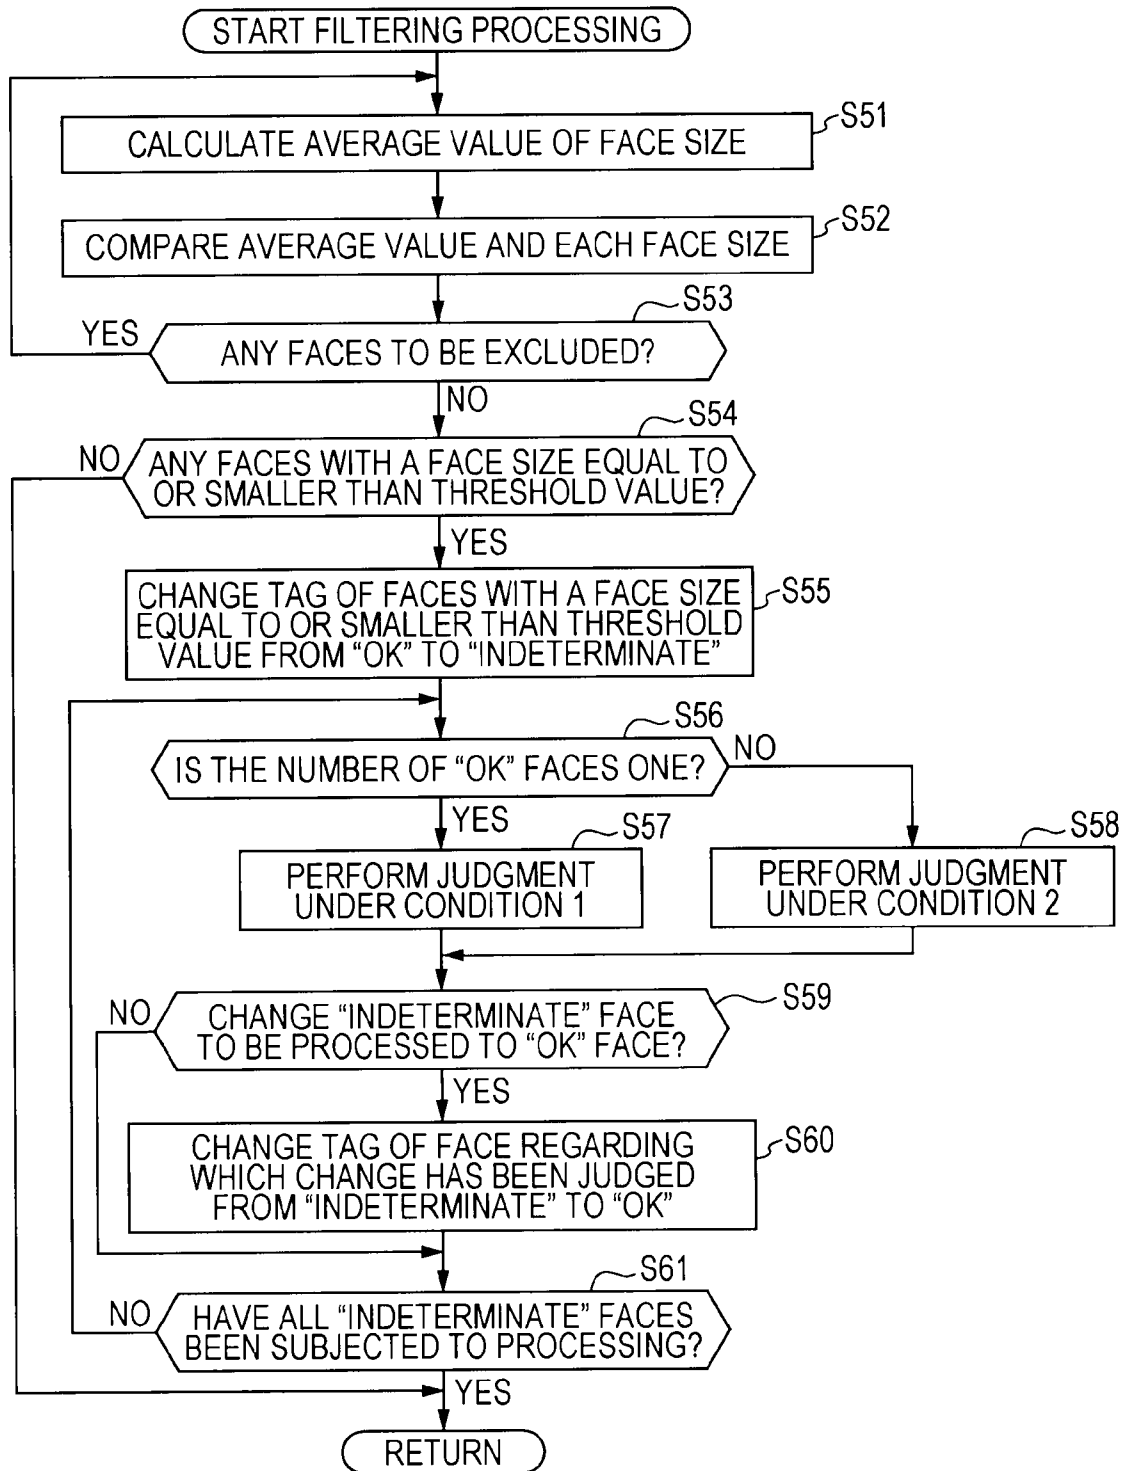 START FILTERING PROCESSING
S51
CALCULATE AVERAGE VALUE OF FACE SIZE
S52
COMPARE AVERAGE VALUE AND EACH FACE SIZE
S53
YES
ANY FACES TO BE EXCLUDED?
NO
S54
NO
ANY FACES WITH A FACE SIZE EQUAL TO
OR SMALLER THAN THRESHOLD VALUE?
YES
S55
CHANGE TAG OF FACES WITH A FACE SIZE
EQUAL TO OR SMALLER THAN THRESHOLD
VALUE FROM “OK” TO “INDETERMINATE”
S56
IS THE NUMBER OF “OK” FACES ONE?
NO
YES
S57
PERFORM JUDGMENT
UNDER CONDITION 1
S58
PERFORM JUDGMENT
UNDER CONDITION 2
S59
NO
CHANGE “INDETERMINATE” FACE
TO BE PROCESSED TO “OK” FACE?
YES
S60
CHANGE TAG OF FACE REGARDING
WHICH CHANGE HAS BEEN JUDGED
FROM “INDETERMINATE” TO “OK”
S61
NO
HAVE ALL “INDETERMINATE” FACES
BEEN SUBJECTED TO PROCESSING?
YES
RETURN